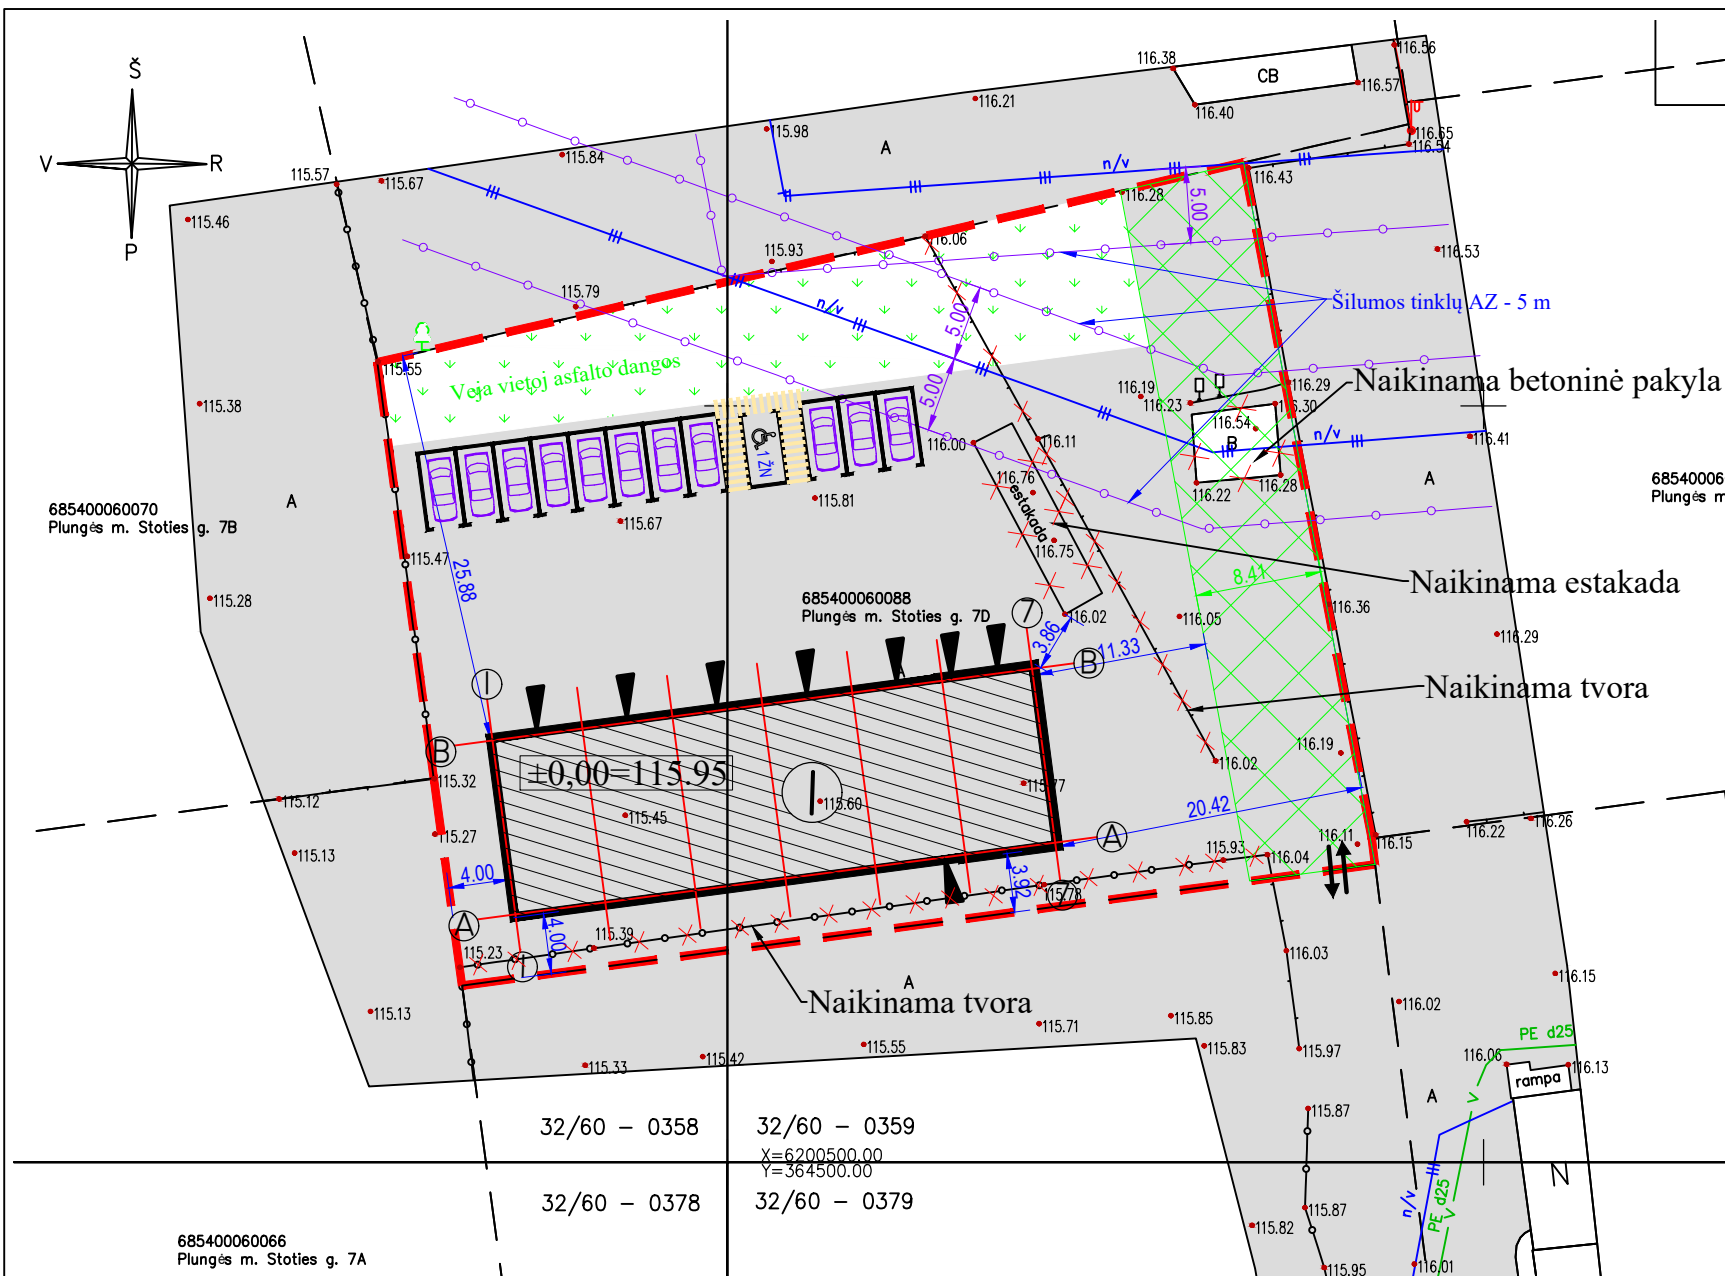 Š
V
R
P
116.38
CB
116.56
116.57
116.21
116.40
115.98
116.65
116.54
A
115.84
n/v
115.57
115.67
116.43
116.28
5.00
115.46
116.06
116.53
115.93
115.79
n/v
5.00
Šilumos tinklų AZ - 5 m
115.55
Veja vietoj asfalto dangos
5.00
116.19
116.29
Naikinama betoninė pakyla
115.38
116.23
116.30
116.54
B
n/v
116.41
116.00
116.11
1 ŽN
116.76
116.22
116.28
A
685400060070
Plungės m. Stoties g. 7B
A
115.81
115.67
estakada
116.75
115.47
25.88
8.41
Naikinama estakada
115.28
685400060088
Plungės m. Stoties g. 7D
7
116.02
116.05
116.36
116.29
3.86
11.33
B
A
I
Naikinama tvora
B
±0,00=115.95
116.19
116.02
115.32
115.77
I
115.60
115.12
115.45
20.42
116.22
116.26
115.27
A
116.11
116.15
115.13
115.93
116.04
4.00
3.92
115.78
7
A
4.00
115.39
115.23
I
116.03
A
116.15
Naikinama tvora
115.13
116.02
115.71
115.85
115.55
115.83
115.42
115.33
115.97
PE d25
116.06
116.13
rampa
A
115.87
32/60 - 0358
32/60 - 0359
X=6200500.00
Y=364500.00
N
32/60 - 0378
32/60 - 0379
n/v
PE d25
115.87
115.82
685400060066
Plungės m. Stoties g. 7A
115.95
116.01